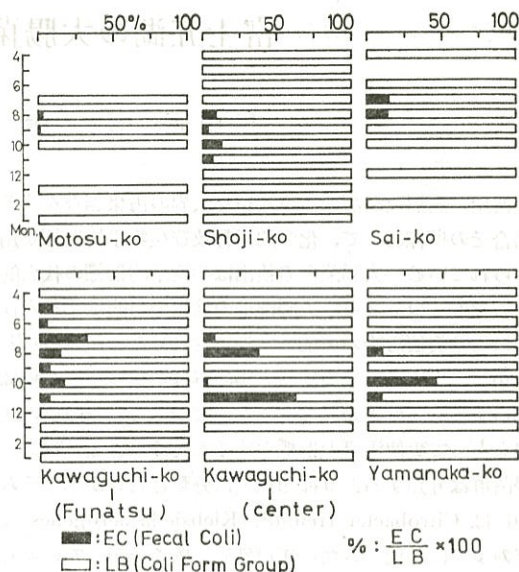 50% 100 50 100 50 100
4
6
8
10
12
2
Mon.
Motosu-ko Shoji-ko Sai-ko
4
6
8
10
12
2
Kawaguchi-ko Kawaguchi-ko Yamanaka-ko
(Funatsu) (center)
:EC (Fecal Coli)
:LB (Coli Form Group)
%: EC/LB ×100